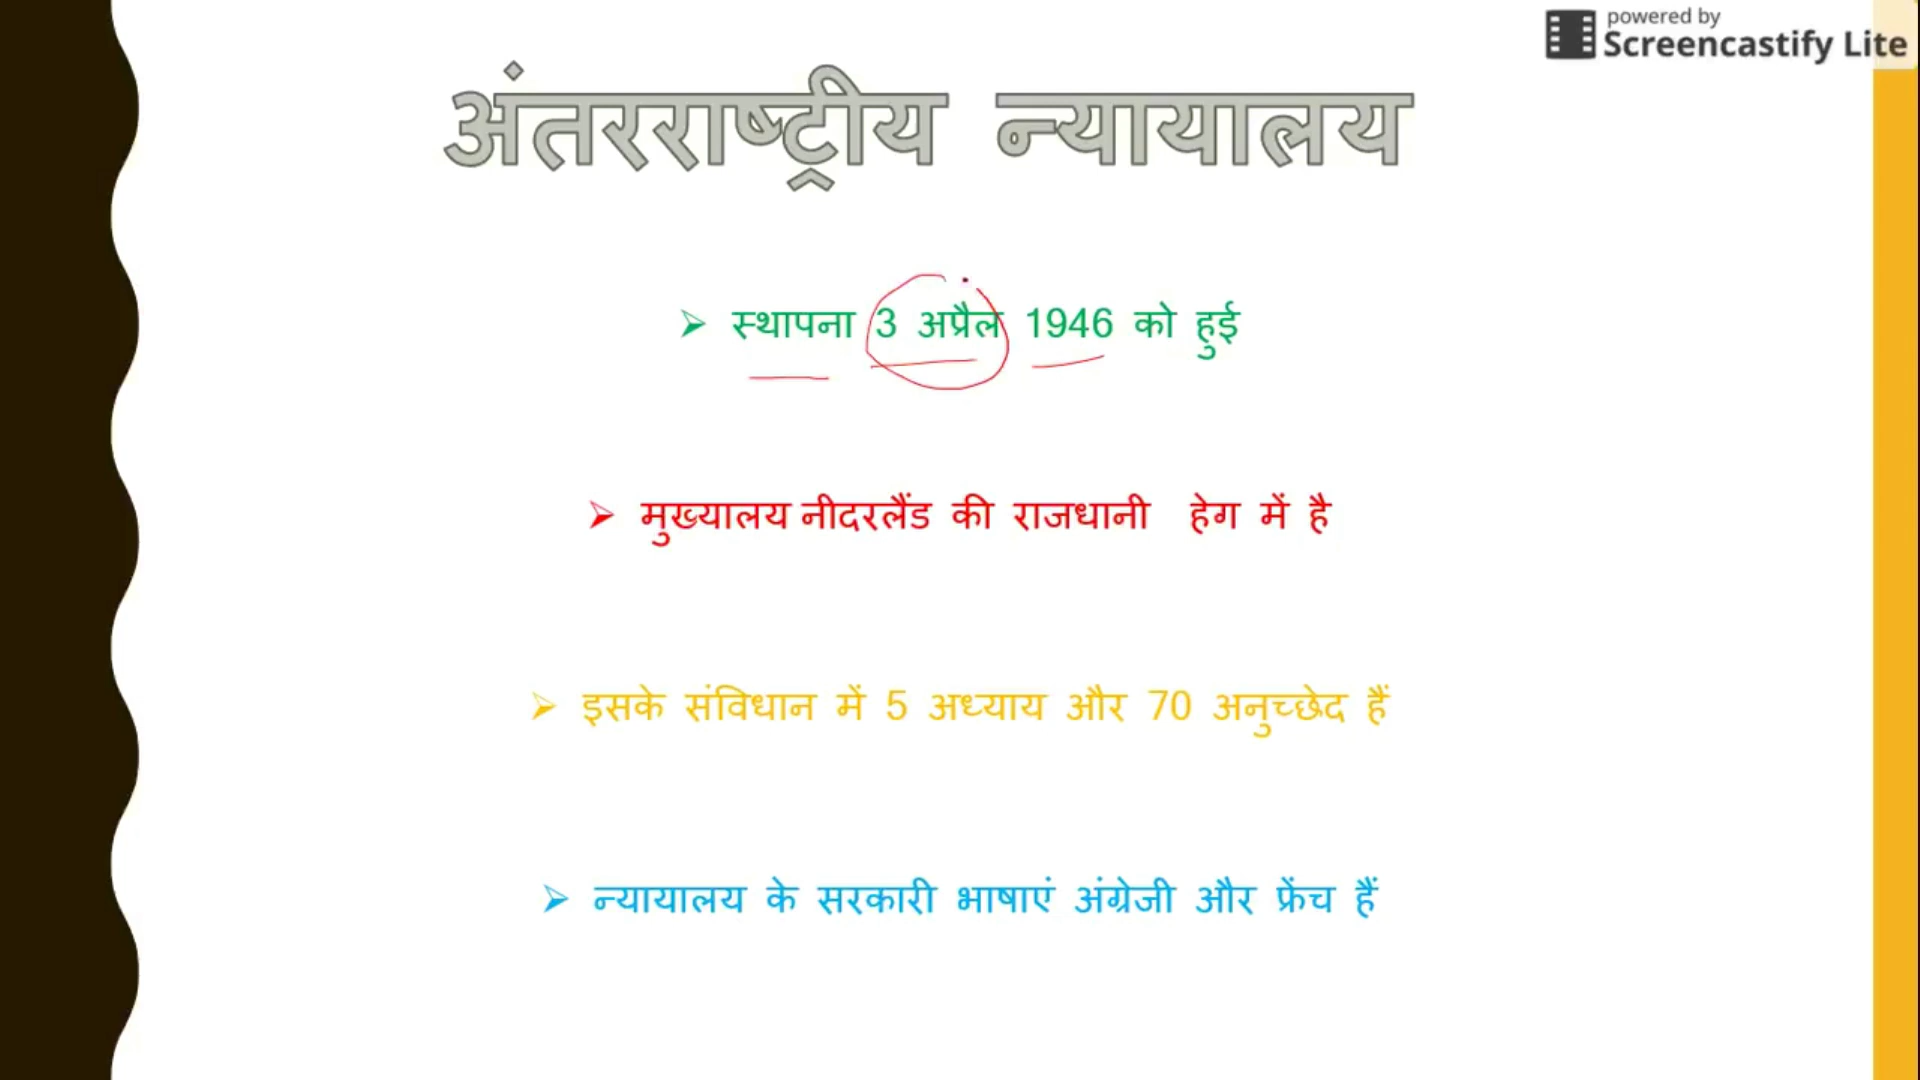 powered by
Screencastify Lite
अंतरराष्ट्रीय न्यायालय
➢ स्थापना 3 अप्रैल 1946 को हुई
➢ मुख्यालय नीदरलैंड की राजधानी हेग में है
➢ इसके संविधान में 5 अध्याय और 70 अनुच्छेद हैं
➢ न्यायालय के सरकारी भाषाएं अंग्रेजी और फ्रेंच हैं